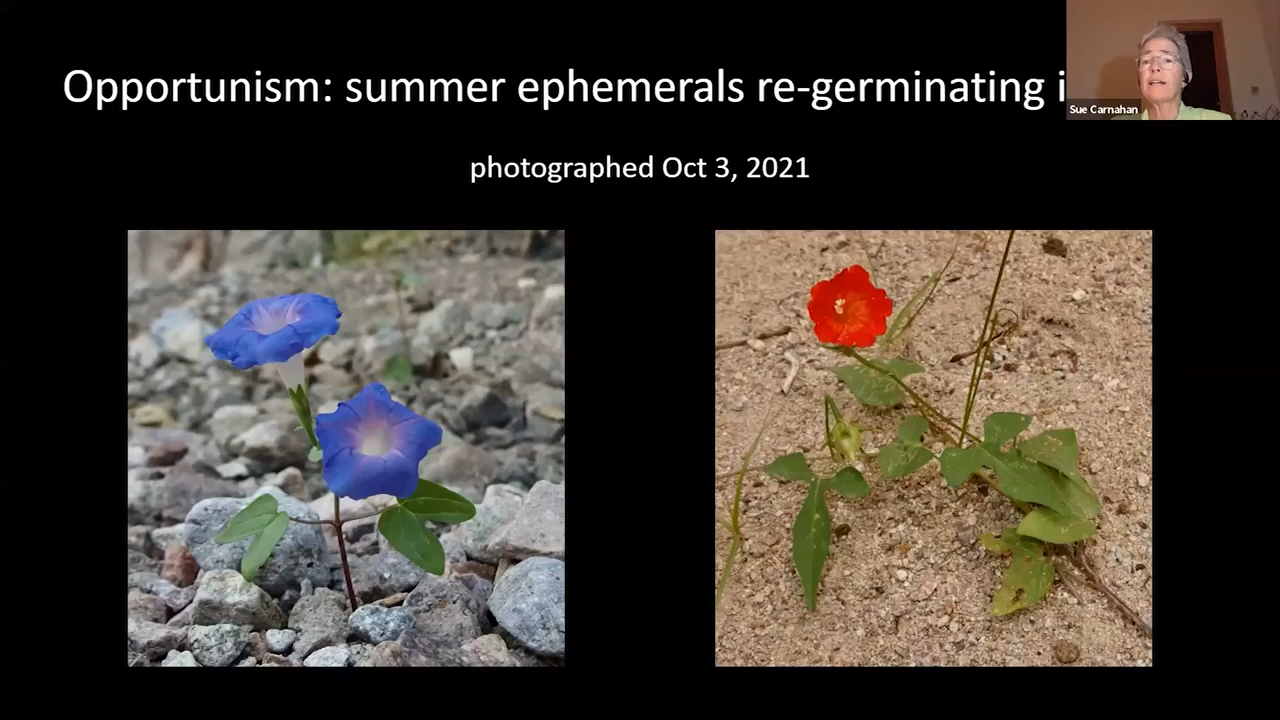 Opportunism: summer ephemerals re-germinating
Sue Carnahan
photographed Oct 3, 2021